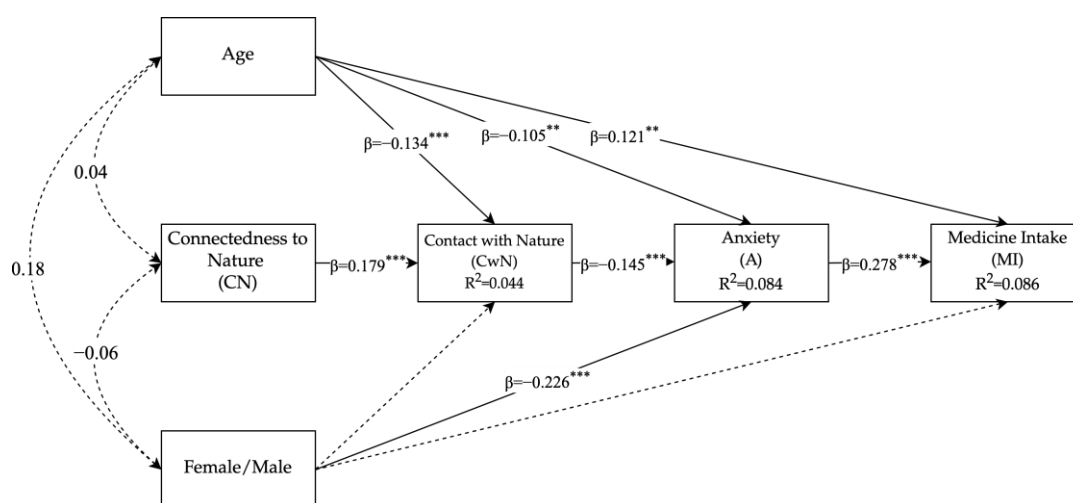 Age
β=−0.134***
β=−0.105**
β=0.121**
0.04
0.18
−0.06
Connectedness to
Nature
(CN)
β=0.179***
Contact with Nature
(CwN)
R²=0.044
β=−0.145***
Anxiety
(A)
R²=0.084
β=0.278***
Medicine Intake
(MI)
R²=0.086
β=−0.226***
Female/Male